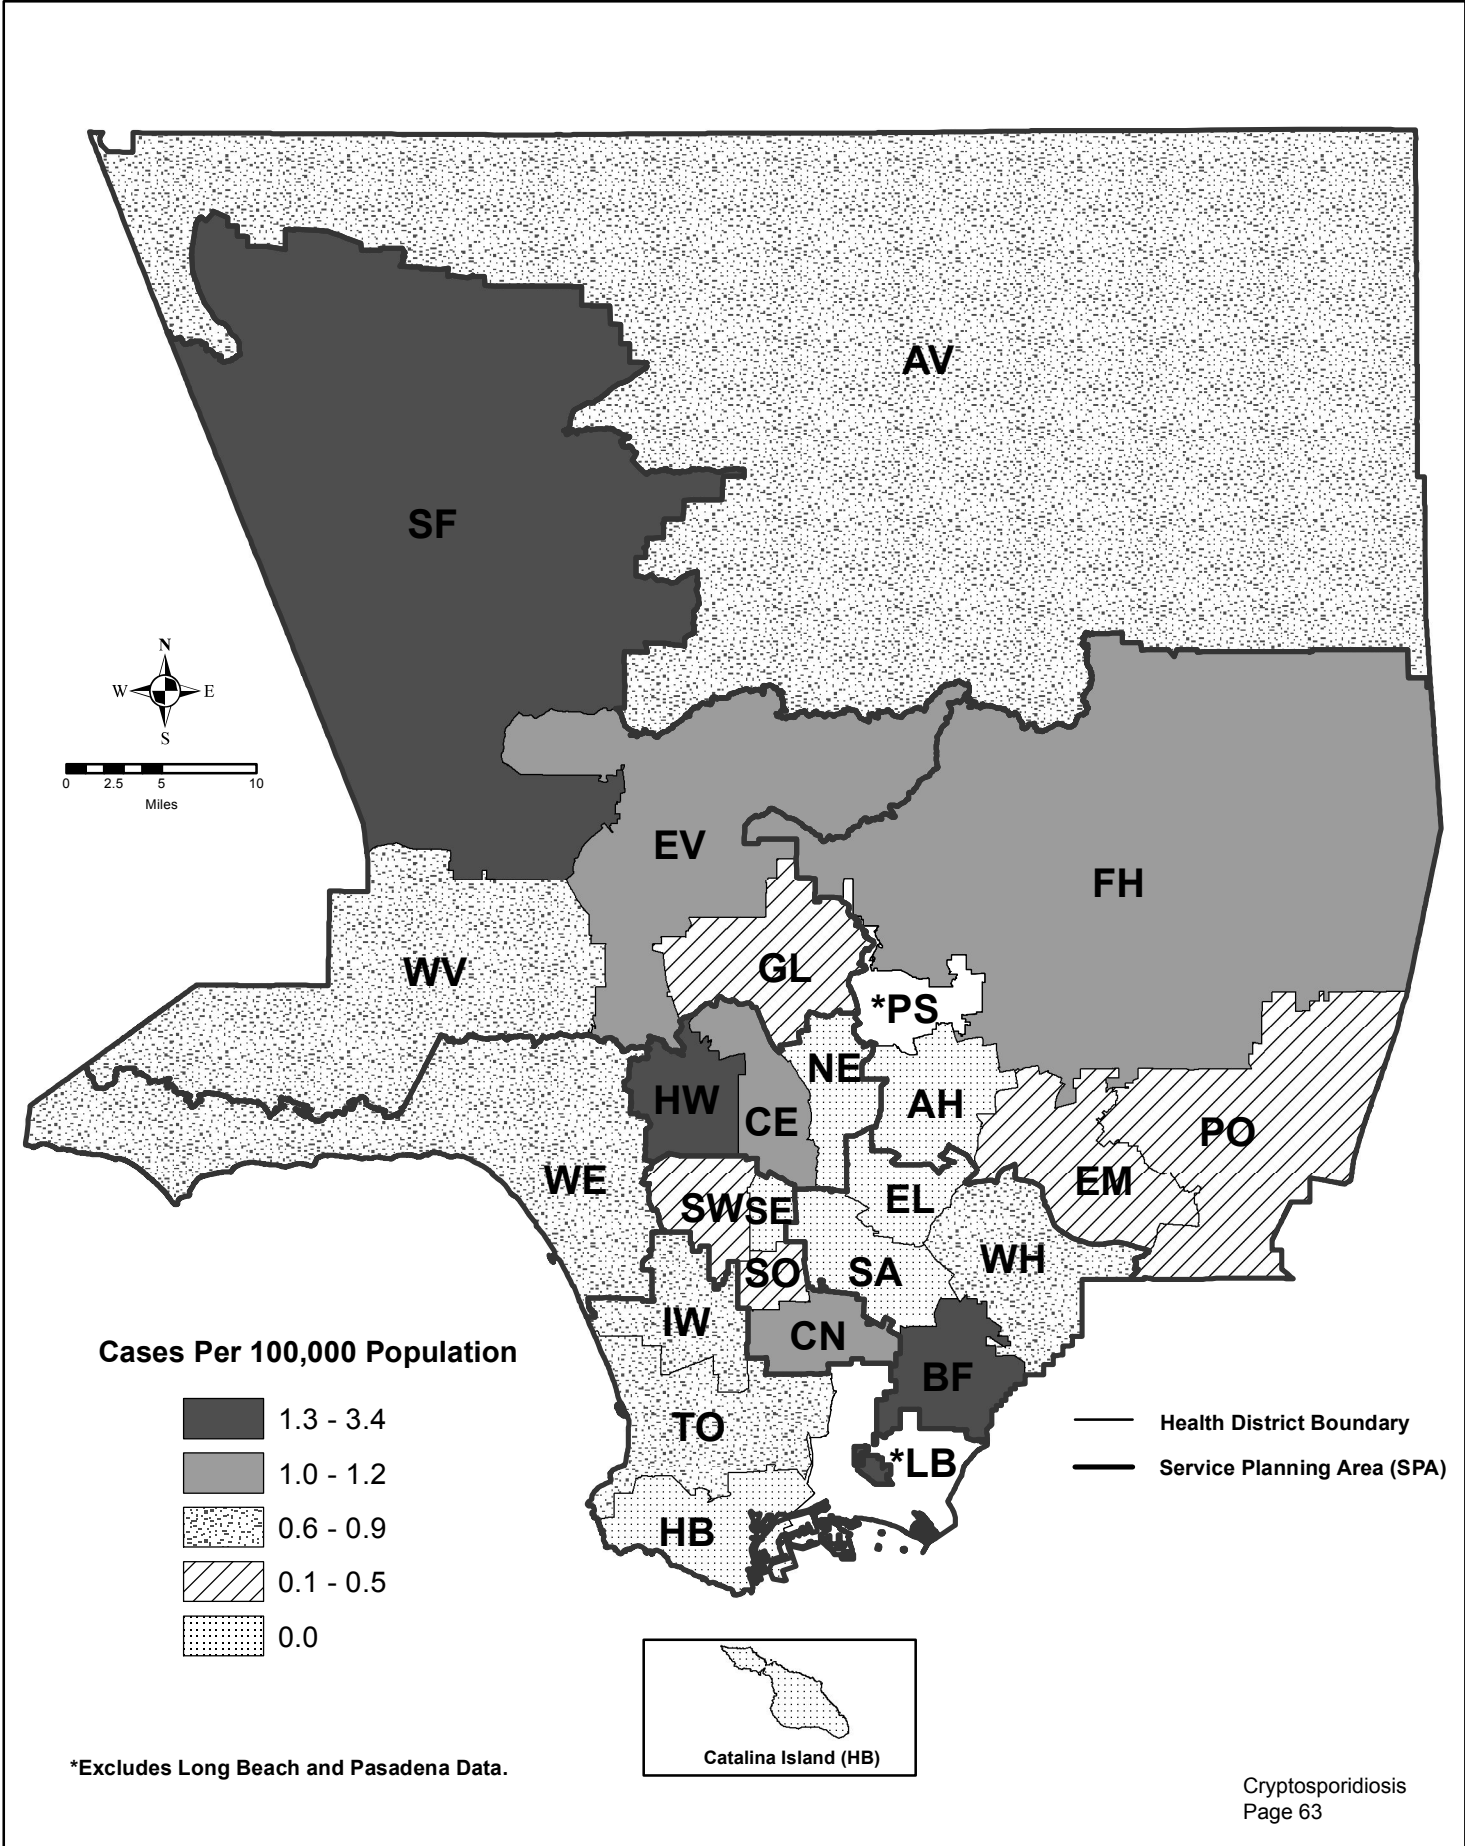 AV
SF
N
W E
S
0 2.5 5 10
Miles
EV
FH
WV
GL
*PS
NE
HW
AH
CE
PO
WE
EM
SW
SE
EL
WH
SO
SA
IW
CN
Cases Per 100,000 Population
BF
1.3 - 3.4
TO
Health District Boundary
*LB
Service Planning Area (SPA)
1.0 - 1.2
0.6 - 0.9
HB
0.1 - 0.5
0.0
Catalina Island (HB)
*Excludes Long Beach and Pasadena Data.
Cryptosporidiosis
Page 63